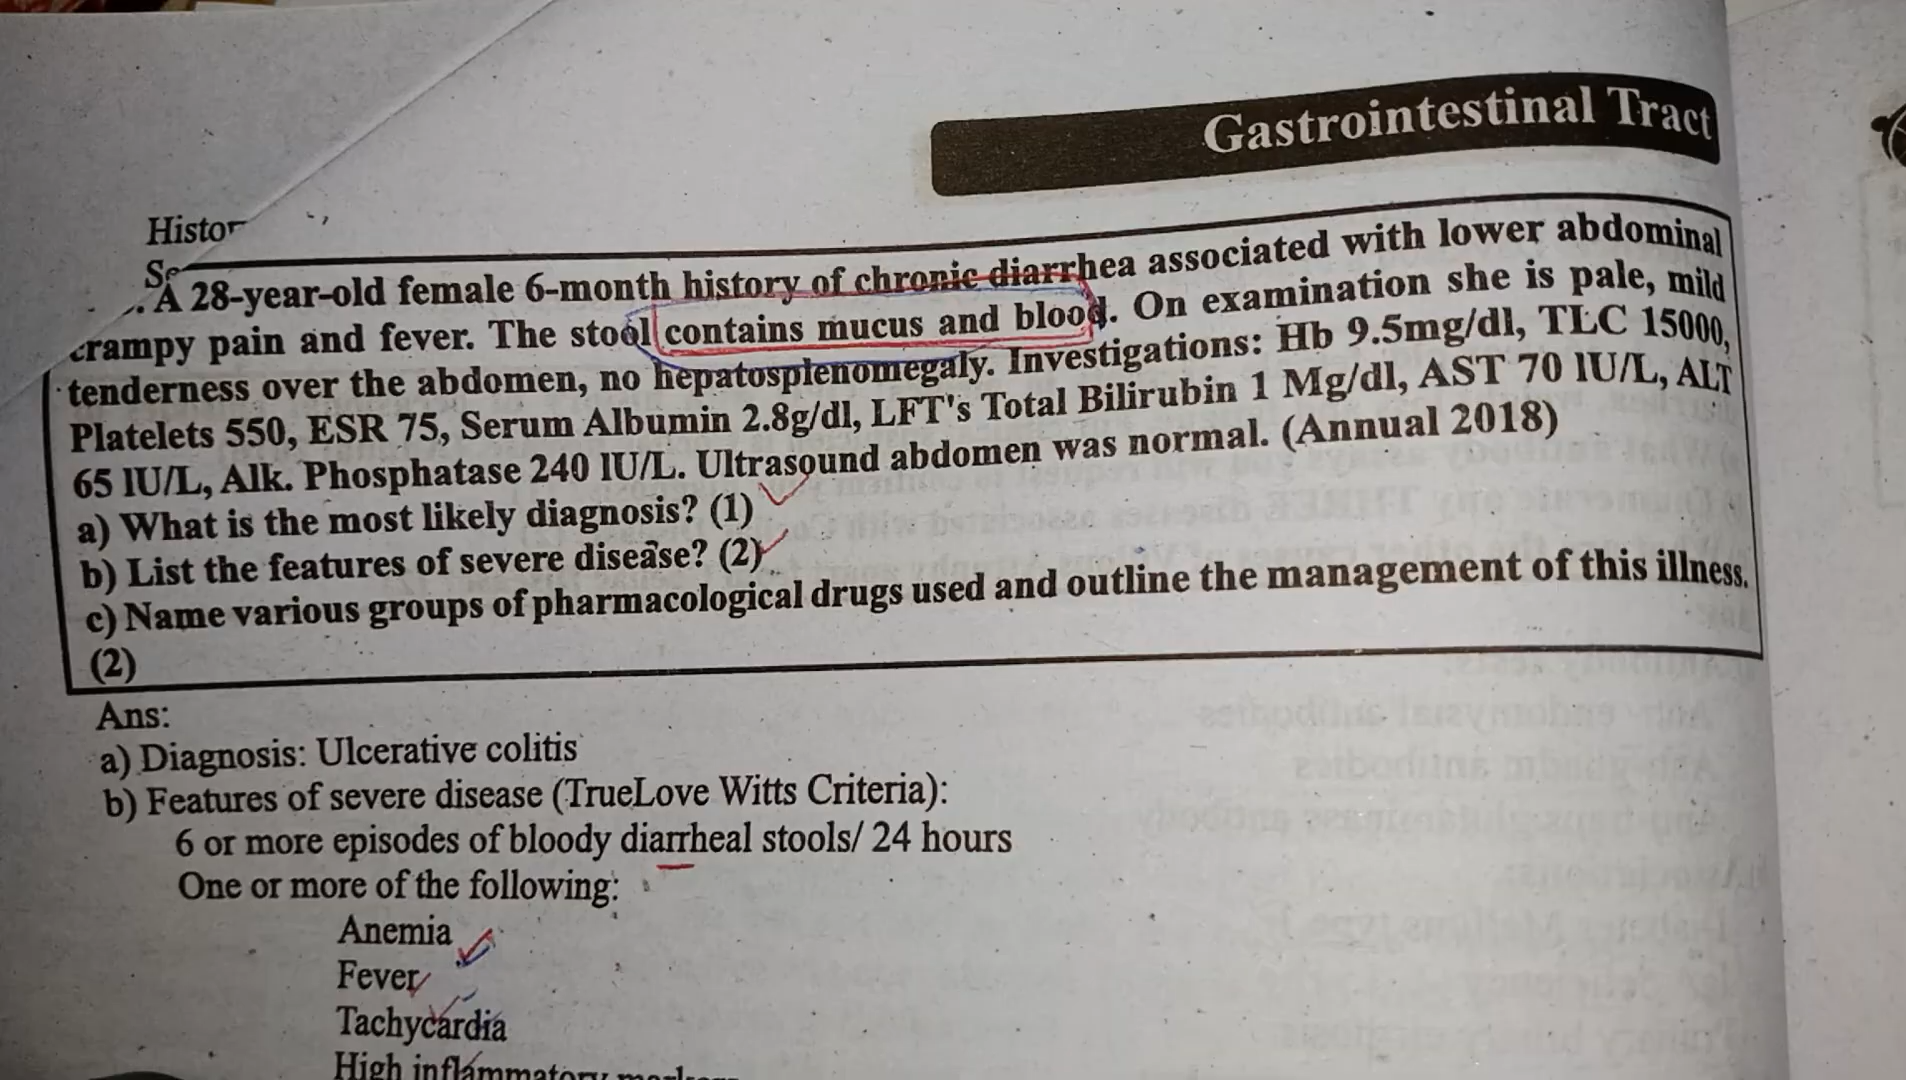 Gastrointestinal Tract
Histor
Se
. A 28-year-old female 6-month history of chronic diarrhea associated with lower abdominal
crampy pain and fever. The stool contains mucus and blood. On examination she is pale, mild
tenderness over the abdomen, no hepatosplenomegaly. Investigations: Hb 9.5mg/dl, TLC 15000,
Platelets 550, ESR 75, Serum Albumin 2.8g/dl, LFT's Total Bilirubin 1 Mg/dl, AST 70 IU/L, ALT
65 IU/L, Alk. Phosphatase 240 IU/L. Ultrasound abdomen was normal. (Annual 2018)
a) What is the most likely diagnosis? (1)
b) List the features of severe disease? (2)
c) Name various groups of pharmacological drugs used and outline the management of this illness.
(2)
Ans:
a) Diagnosis: Ulcerative colitis
b) Features of severe disease (TrueLove Witts Criteria):
6 or more episodes of bloody diarrheal stools/ 24 hours
One or more of the following:
Anemia
Fever
Tachycardia
High inflammatory markers